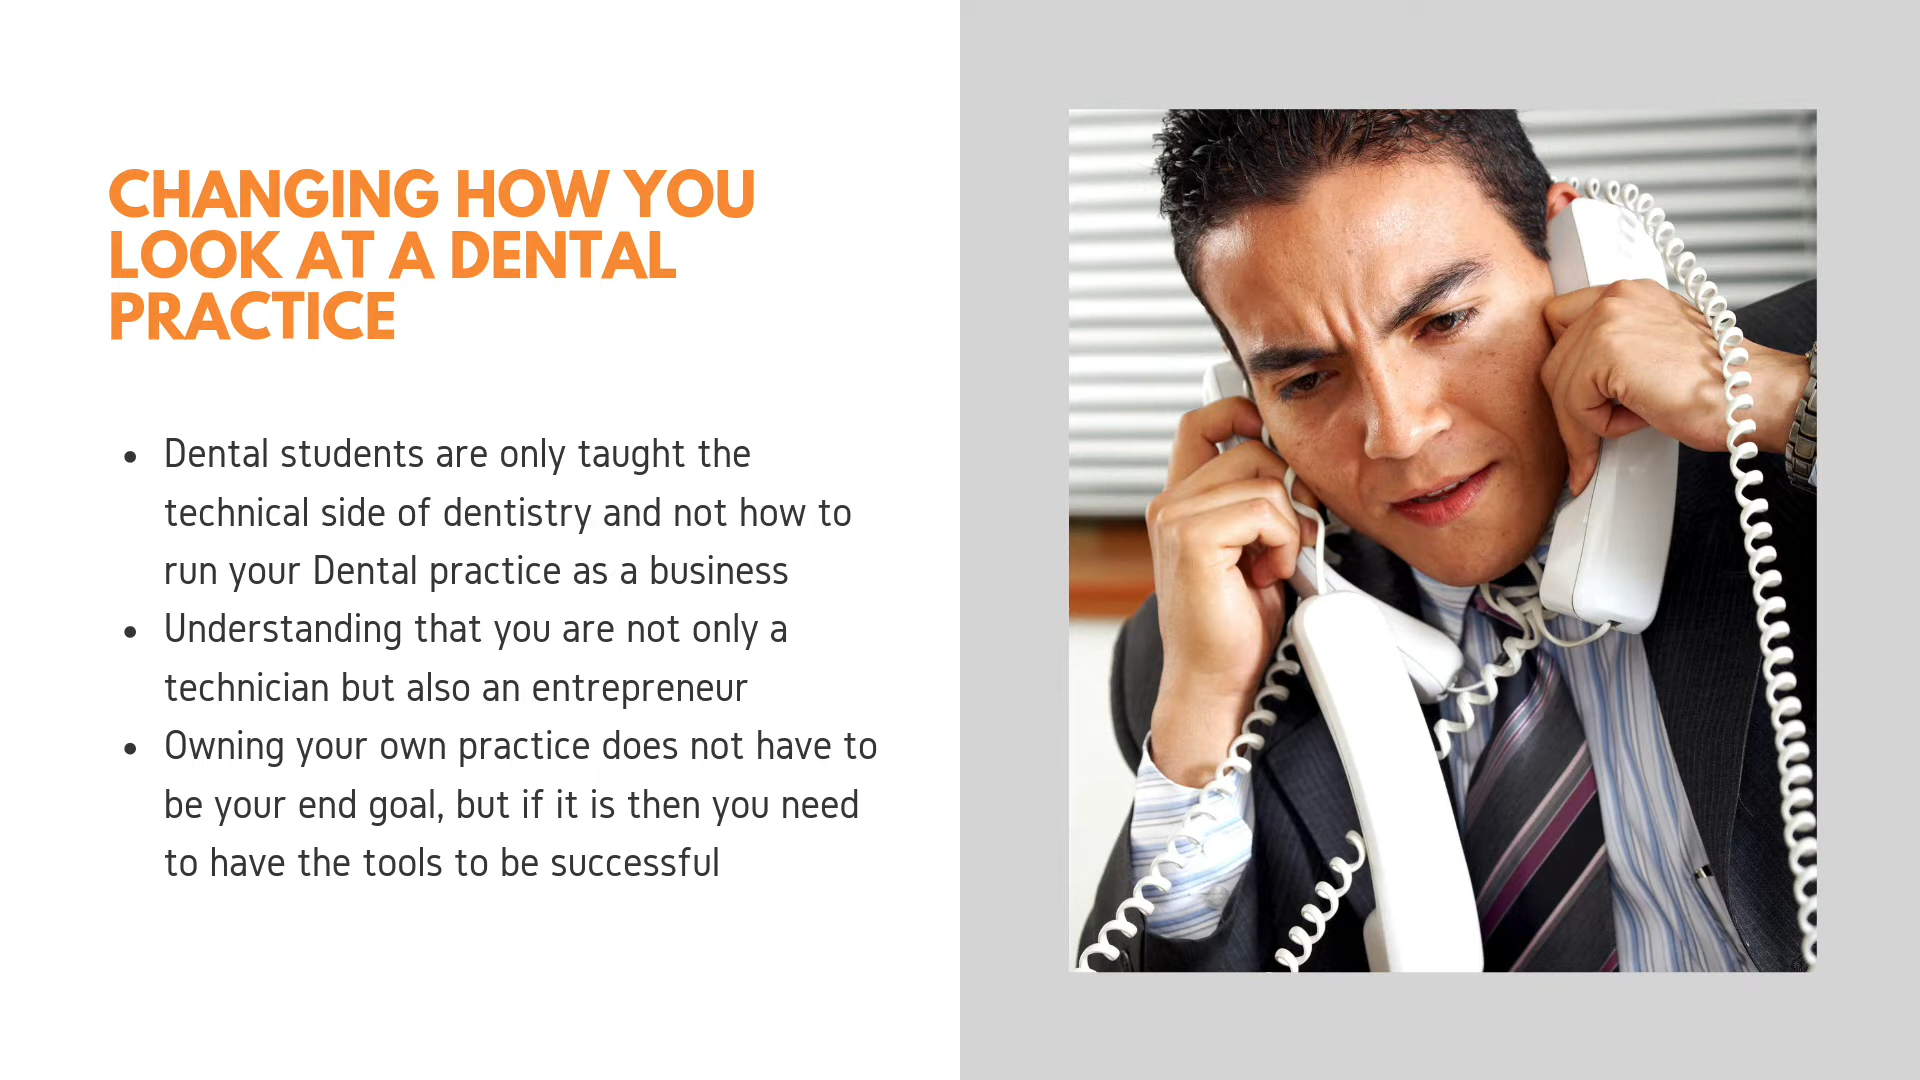 CHANGING HOW YOU
LOOK AT A DENTAL
PRACTICE
• Dental students are only taught the
technical side of dentistry and not how to
run your Dental practice as a business
• Understanding that you are not only a
technician but also an entrepreneur
• Owning your own practice does not have to
be your end goal, but if it is then you need
to have the tools to be successful